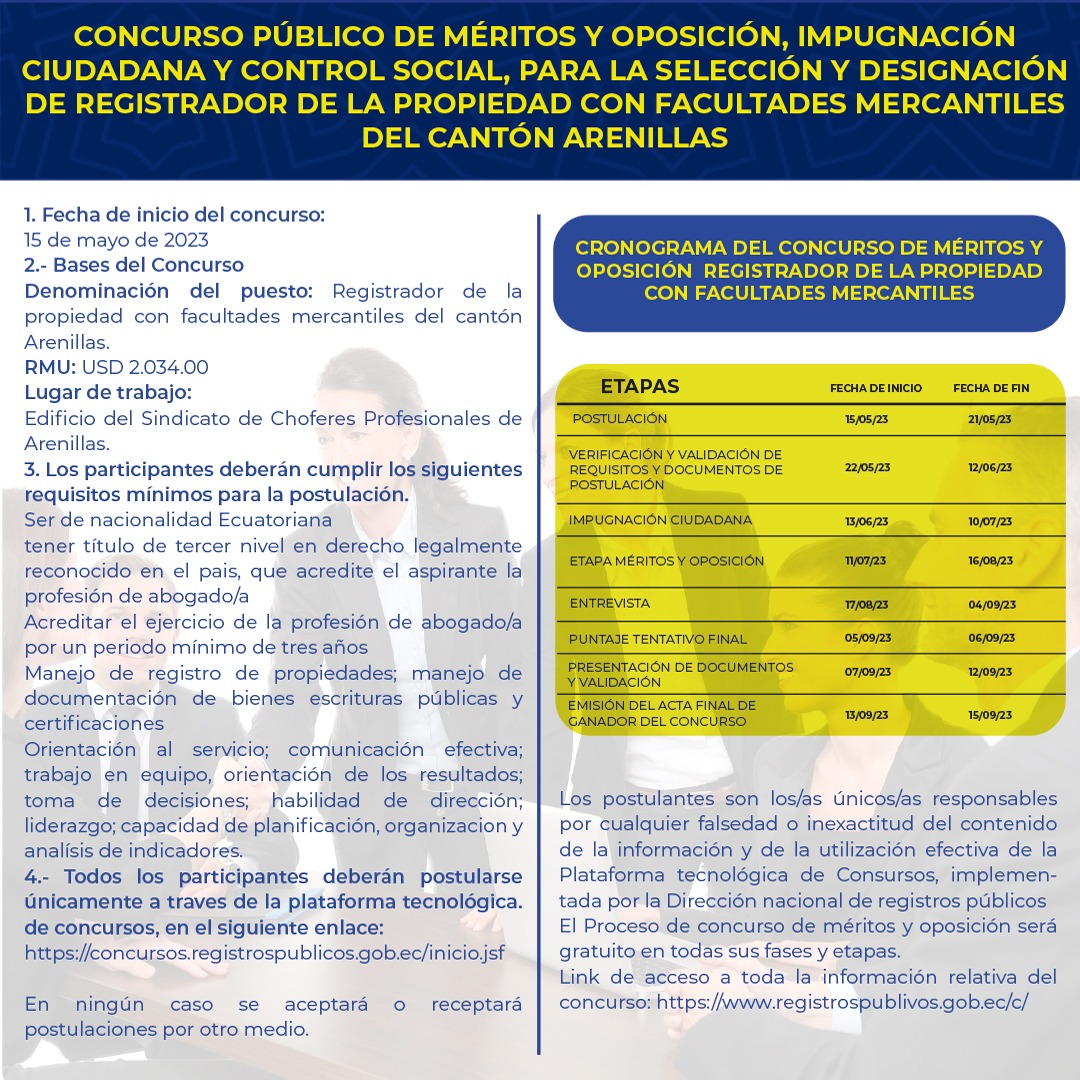 CONCURSO PÚBLICO DE MÉRITOS Y OPOSICIÓN, IMPUGNACIÓN
CIUDADANA Y CONTROL SOCIAL, PARA LA SELECCIÓN Y DESIGNACIÓN
DE REGISTRADOR DE LA PROPIEDAD CON FACULTADES MERCANTILES
DEL CANTÓN ARENILLAS
1. Fecha de inicio del concurso:
15 de mayo de 2023
2.- Bases del Concurso
Denominación del puesto: Registrador de la
propiedad con facultades mercantiles del cantón
Arenillas.
RMU: USD 2.034.00
Lugar de trabajo:
Edificio del Sindicato de Choferes Profesionales de
Arenillas.
3. Los participantes deberán cumplir los siguientes
requisitos mínimos para la postulación.
Ser de nacionalidad Ecuatoriana
tener título de tercer nivel en derecho legalmente
reconocido en el pais, que acredite el aspirante la
profesión de abogado/a
Acreditar el ejercicio de la profesión de abogado/a
por un periodo mínimo de tres años
Manejo de registro de propiedades; manejo de
documentación de bienes escrituras públicas y
certificaciones
Orientación al servicio; comunicación efectiva;
trabajo en equipo, orientación de los resultados;
toma de decisiones; habilidad de dirección;
liderazgo; capacidad de planificación, organizacion y
analísis de indicadores.
4.- Todos los participantes deberán postularse
únicamente a traves de la plataforma tecnológica.
de concursos, en el siguiente enlace:
https://concursos.registrospublicos.gob.ec/inicio.jsf
En ningún caso se aceptará o receptará
postulaciones por otro medio.
CRONOGRAMA DEL CONCURSO DE MÉRITOS Y
OPOSICIÓN REGISTRADOR DE LA PROPIEDAD
CON FACULTADES MERCANTILES
ETAPAS FECHA DE INICIO FECHA DE FIN
POSTULACIÓN 15/05/23 21/05/23
VERIFICACIÓN Y VALIDACIÓN DE
REQUISITOS Y DOCUMENTOS DE 22/05/23 12/06/23
POSTULACIÓN
IMPUGNACIÓN CIUDADANA 13/06/23 10/07/23
ETAPA MÉRITOS Y OPOSICIÓN 11/07/23 16/08/23
ENTREVISTA 17/08/23 04/09/23
PUNTAJE TENTATIVO FINAL 05/09/23 06/09/23
PRESENTACIÓN DE DOCUMENTOS 07/09/23 12/09/23
Y VALIDACIÓN
EMISIÓN DEL ACTA FINAL DE 13/09/23 15/09/23
GANADOR DEL CONCURSO
Los postulantes son los/as únicos/as responsables
por cualquier falsedad o inexactitud del contenido
de la información y de la utilización efectiva de la
Plataforma tecnológica de Consursos, implemen-
tada por la Dirección nacional de registros públicos
El Proceso de concurso de méritos y oposición será
gratuito en todas sus fases y etapas.
Link de acceso a toda la información relativa del
concurso: https://www.registrospublivos.gob.ec/c/